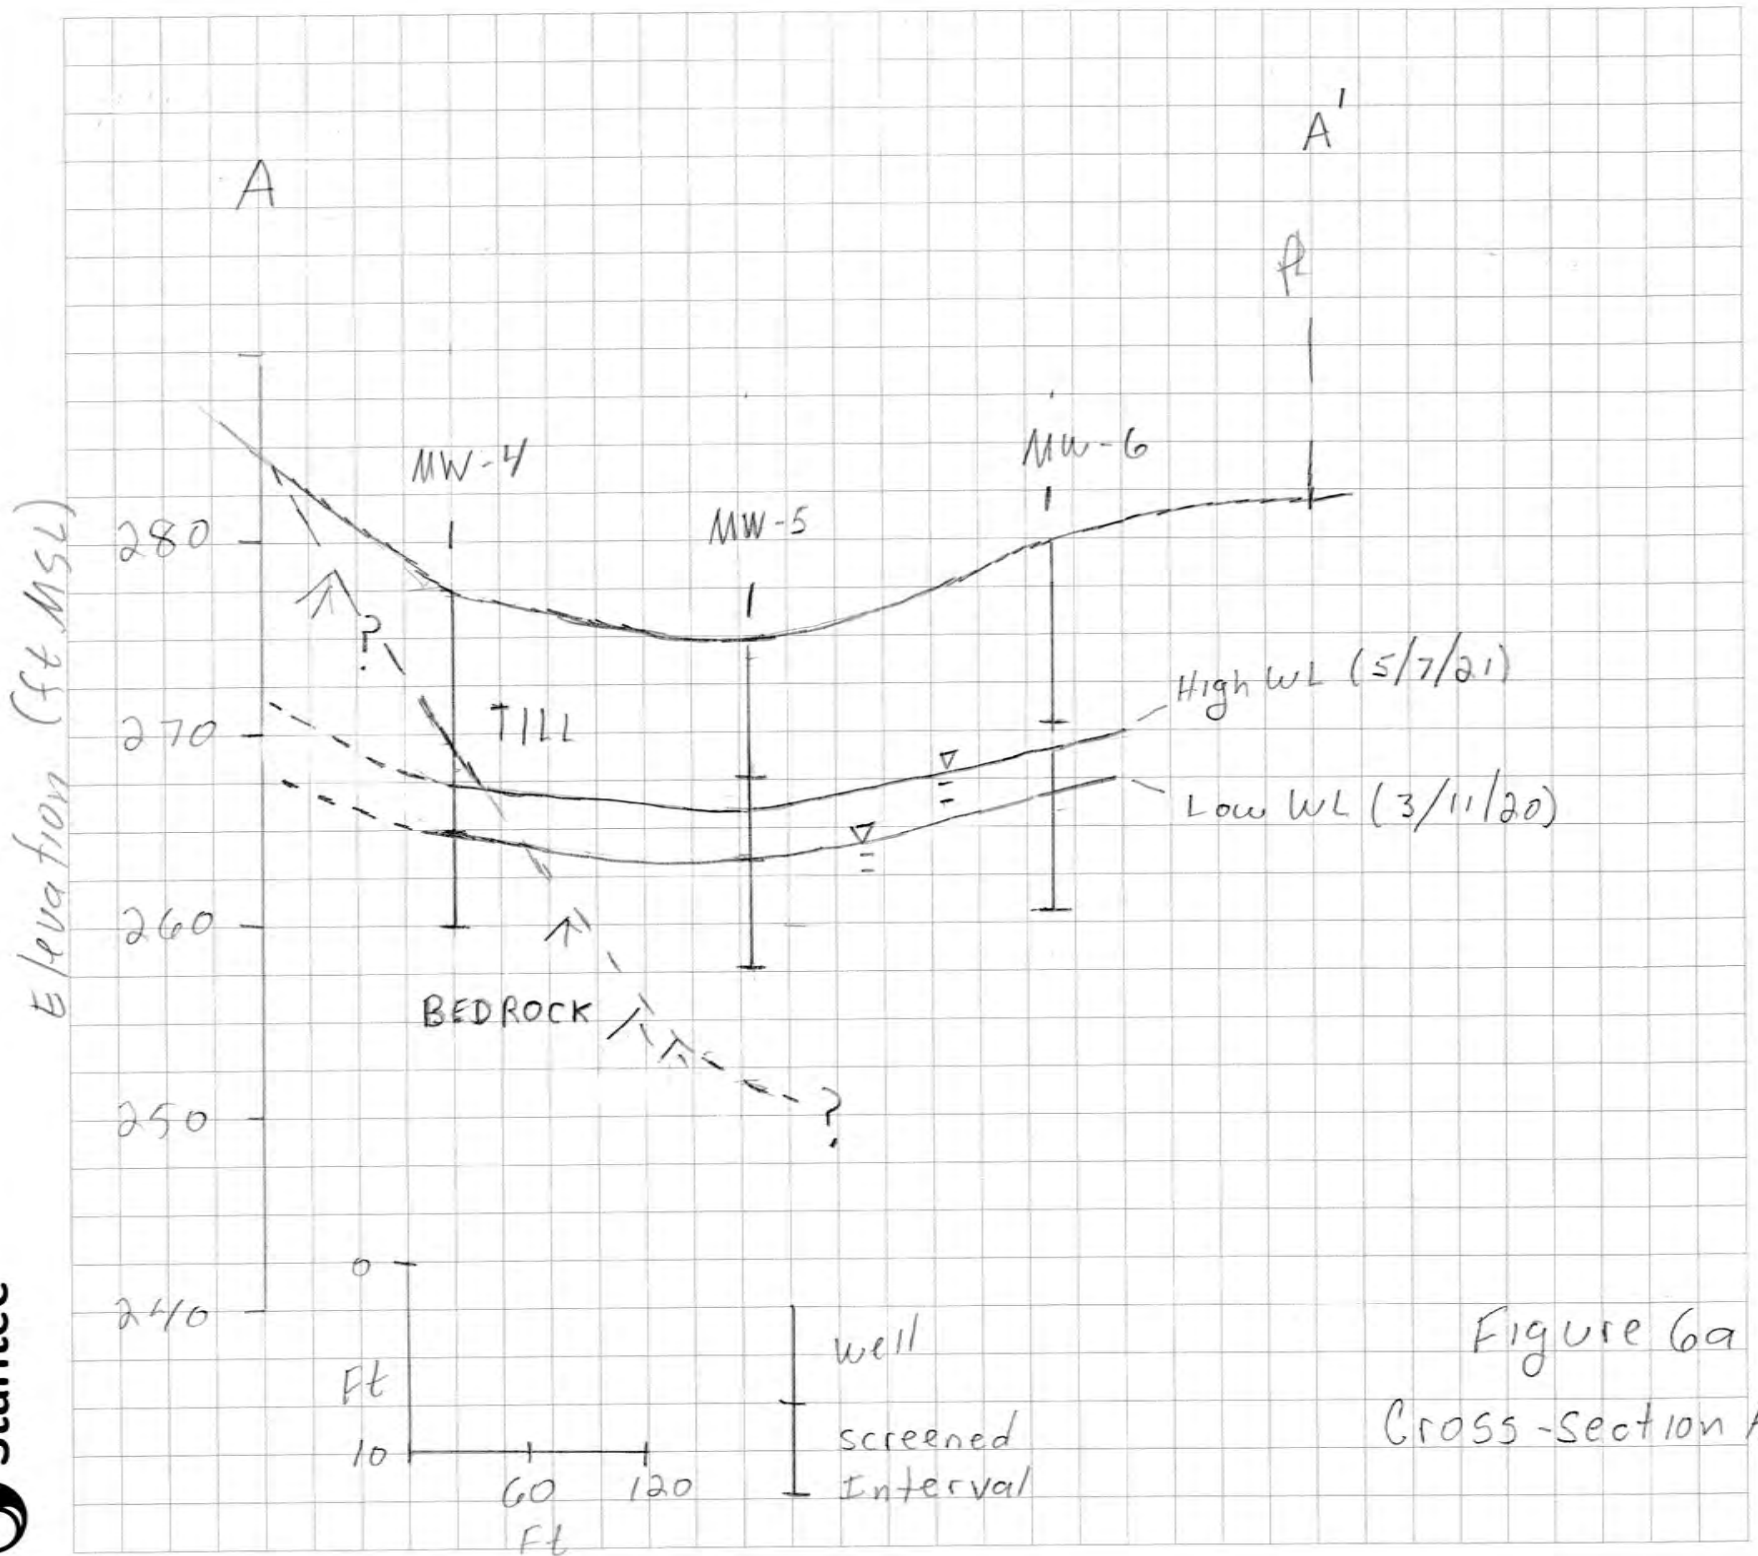 A'
A
PL
MW-6
MW-4
MW-5
280
Elevation (ft MSL)
?
High WL (5/7/21)
270
TILL
Low WL (3/11/20)
260
BEDROCK
250
?
0
240
well
Figure 6a
Ft
Cross-section
10
screened
60
120
Interval
Ft
Stantec